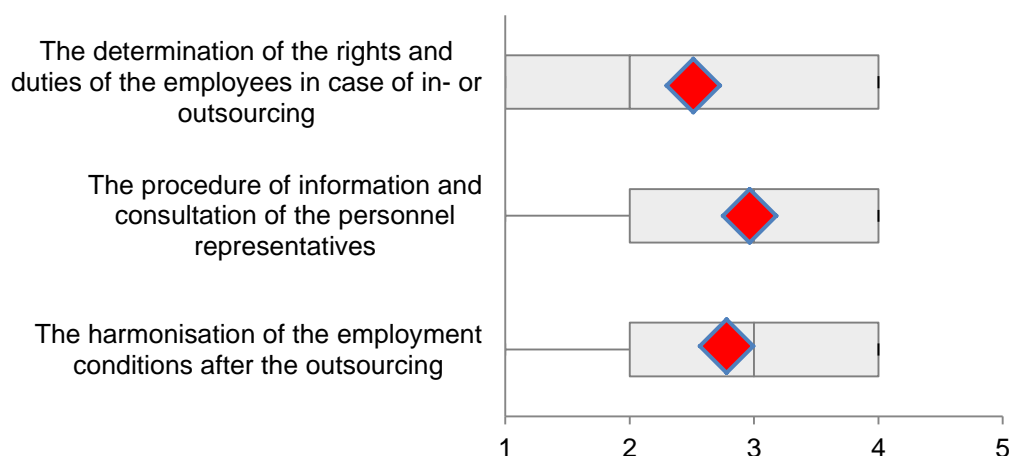 The determination of the rights and
duties of the employees in case of in- or
outsourcing
The procedure of information and
consultation of the personnel
representatives
The harmonisation of the employment
conditions after the outsourcing
1 2 3 4 5